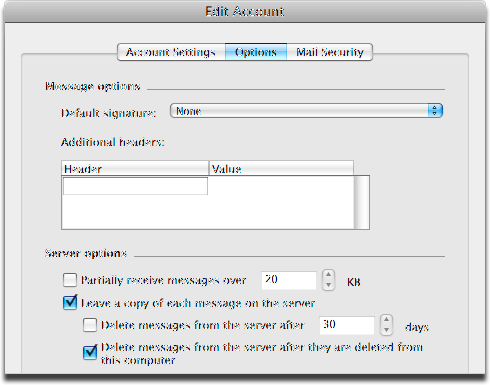 Edit Account
Account Settings Options Mail Security
Message options
Default signature: None
Additional headers:
Header Value
Server options
Partially receive messages over 20 KB
Leave a copy of each message on the server
Delete messages from the server after 30 days
Delete messages from the server after they are deleted from
this computer